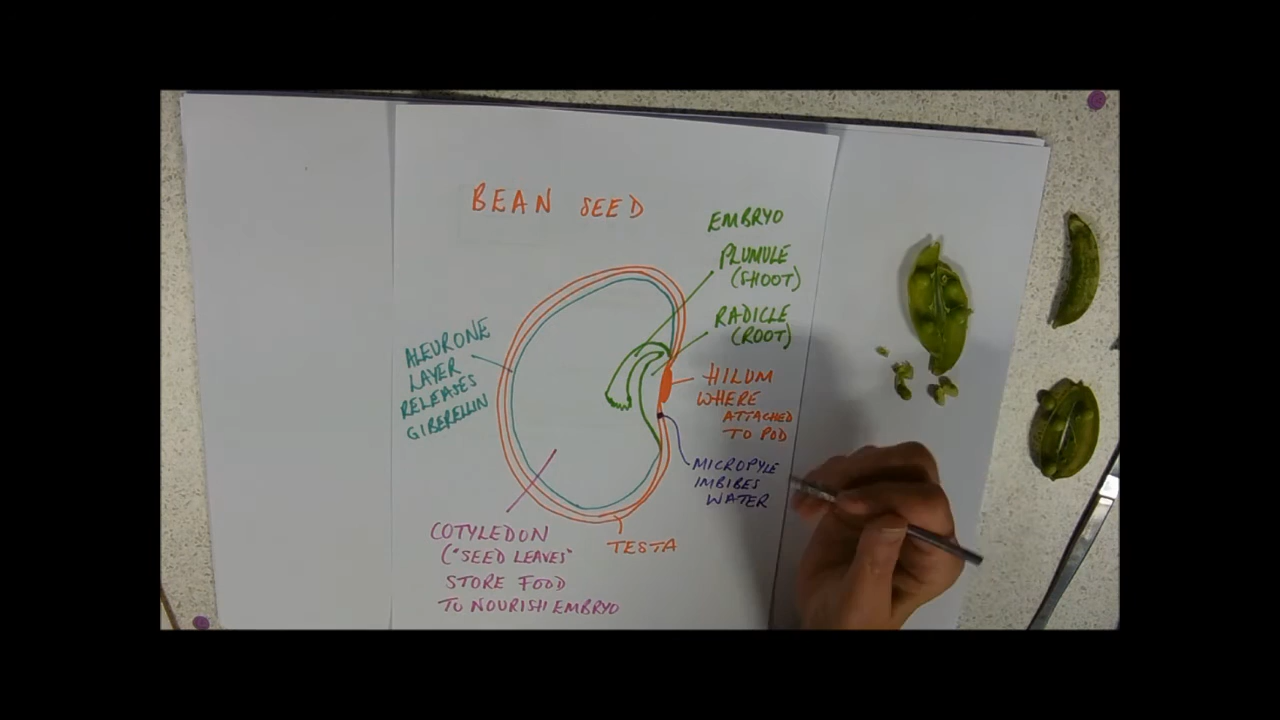 BEAN SEED
EMBRYO
PLUMULE
(SHOOT)
RADICLE
(ROOT)
HILUM
WHERE
ATTACHED
TO POD
MICROPYLE
IMBIBES
WATER
TESTA
COTYLEDON
("SEED LEAVES"
STORE FOOD
TO NOURISH EMBRYO
ALEURONE
LAYER
RELEASES
GIBERELLIN